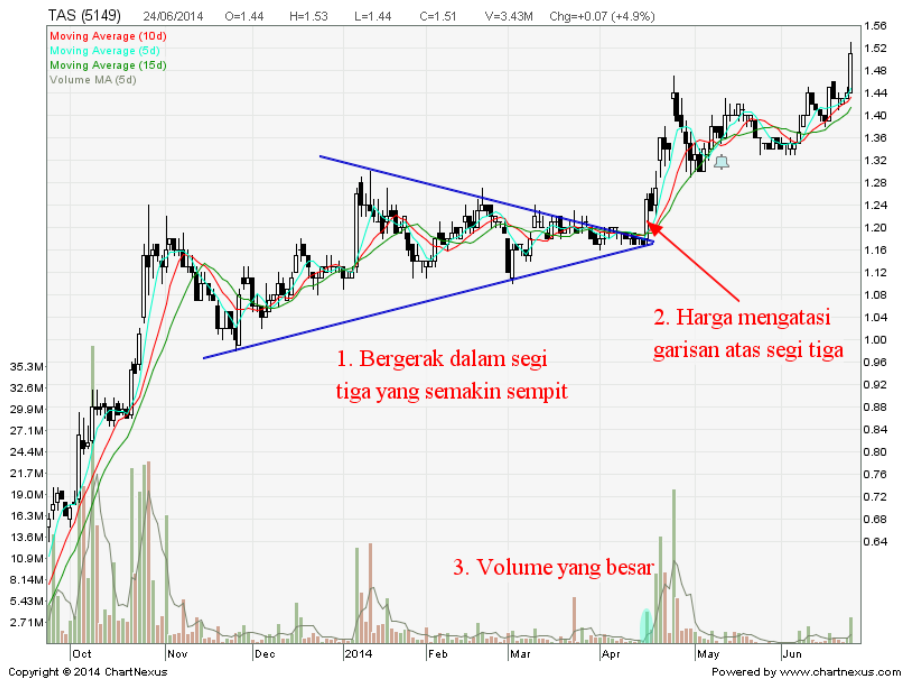 TAS (5149) 24/06/2014 O=1.44 H=1.53 L=1.44 C=1.51 V=3.43M Chg=+0.07 (+4.9%)
Moving Average (10d)
Moving Average (5d)
Moving Average (15d)
Volume MA (5d)
1.56
1.52
1.48
1.44
1.40
1.36
1.32
1.28
1.24
1.20
1.16
1.12
1.08
1.04
1.00
0.96
0.92
0.88
0.84
0.80
0.76
0.72
0.68
0.64
2. Harga mengatasi
garisan atas segi tiga
1. Bergerak dalam segi
tiga yang semakin sempit
3. Volume yang besar
35.3M
32.6M
29.9M
27.1M
24.4M
21.7M
19.0M
16.3M
13.6M
10.9M
8.14M
5.43M
2.71M
Oct Nov Dec 2014 Feb Mar Apr May Jun
Copyright © 2014 ChartNexus Powered by www.chartnexus.com